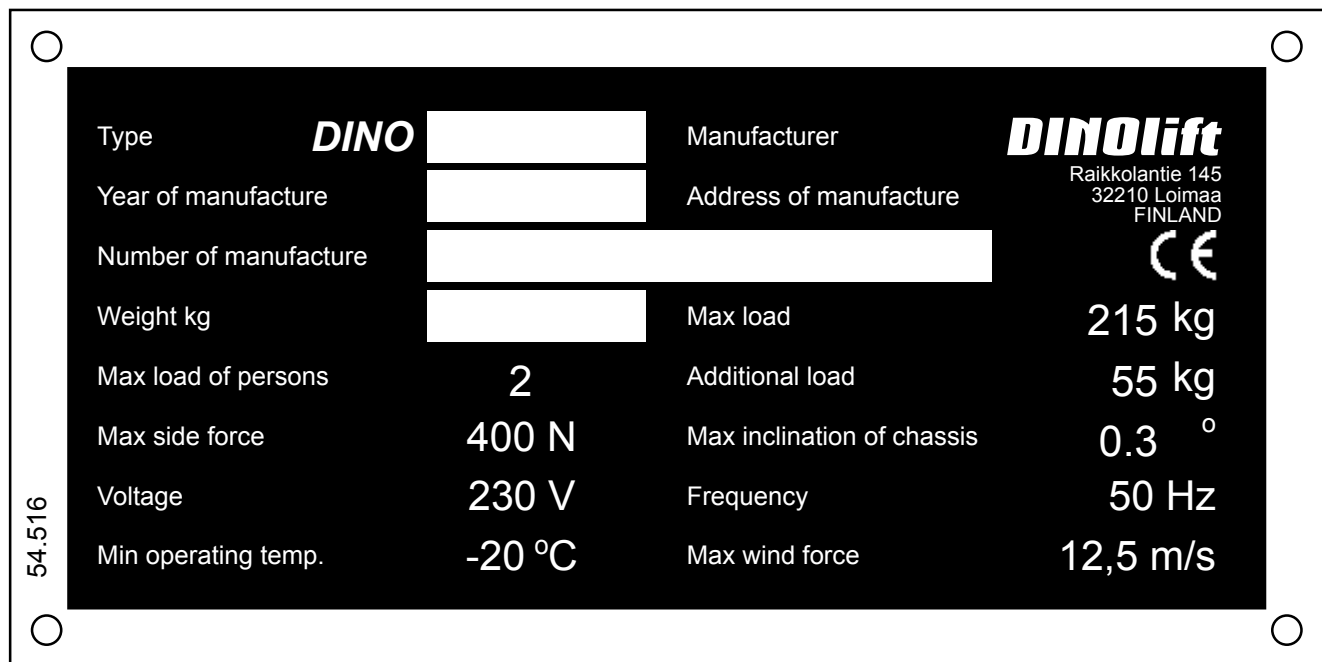 Type DINO Manufacturer DINOlift
Raikkolantie 145
Year of manufacture Address of manufacture 32210 Loimaa
FINLAND
Number of manufacture CE
Weight kg Max load 215 kg
Max load of persons 2 Additional load 55 kg
Max side force 400 N Max inclination of chassis 0.3 º
Voltage 230 V Frequency 50 Hz
Min operating temp. -20 ºC Max wind force 12,5 m/s
54.516